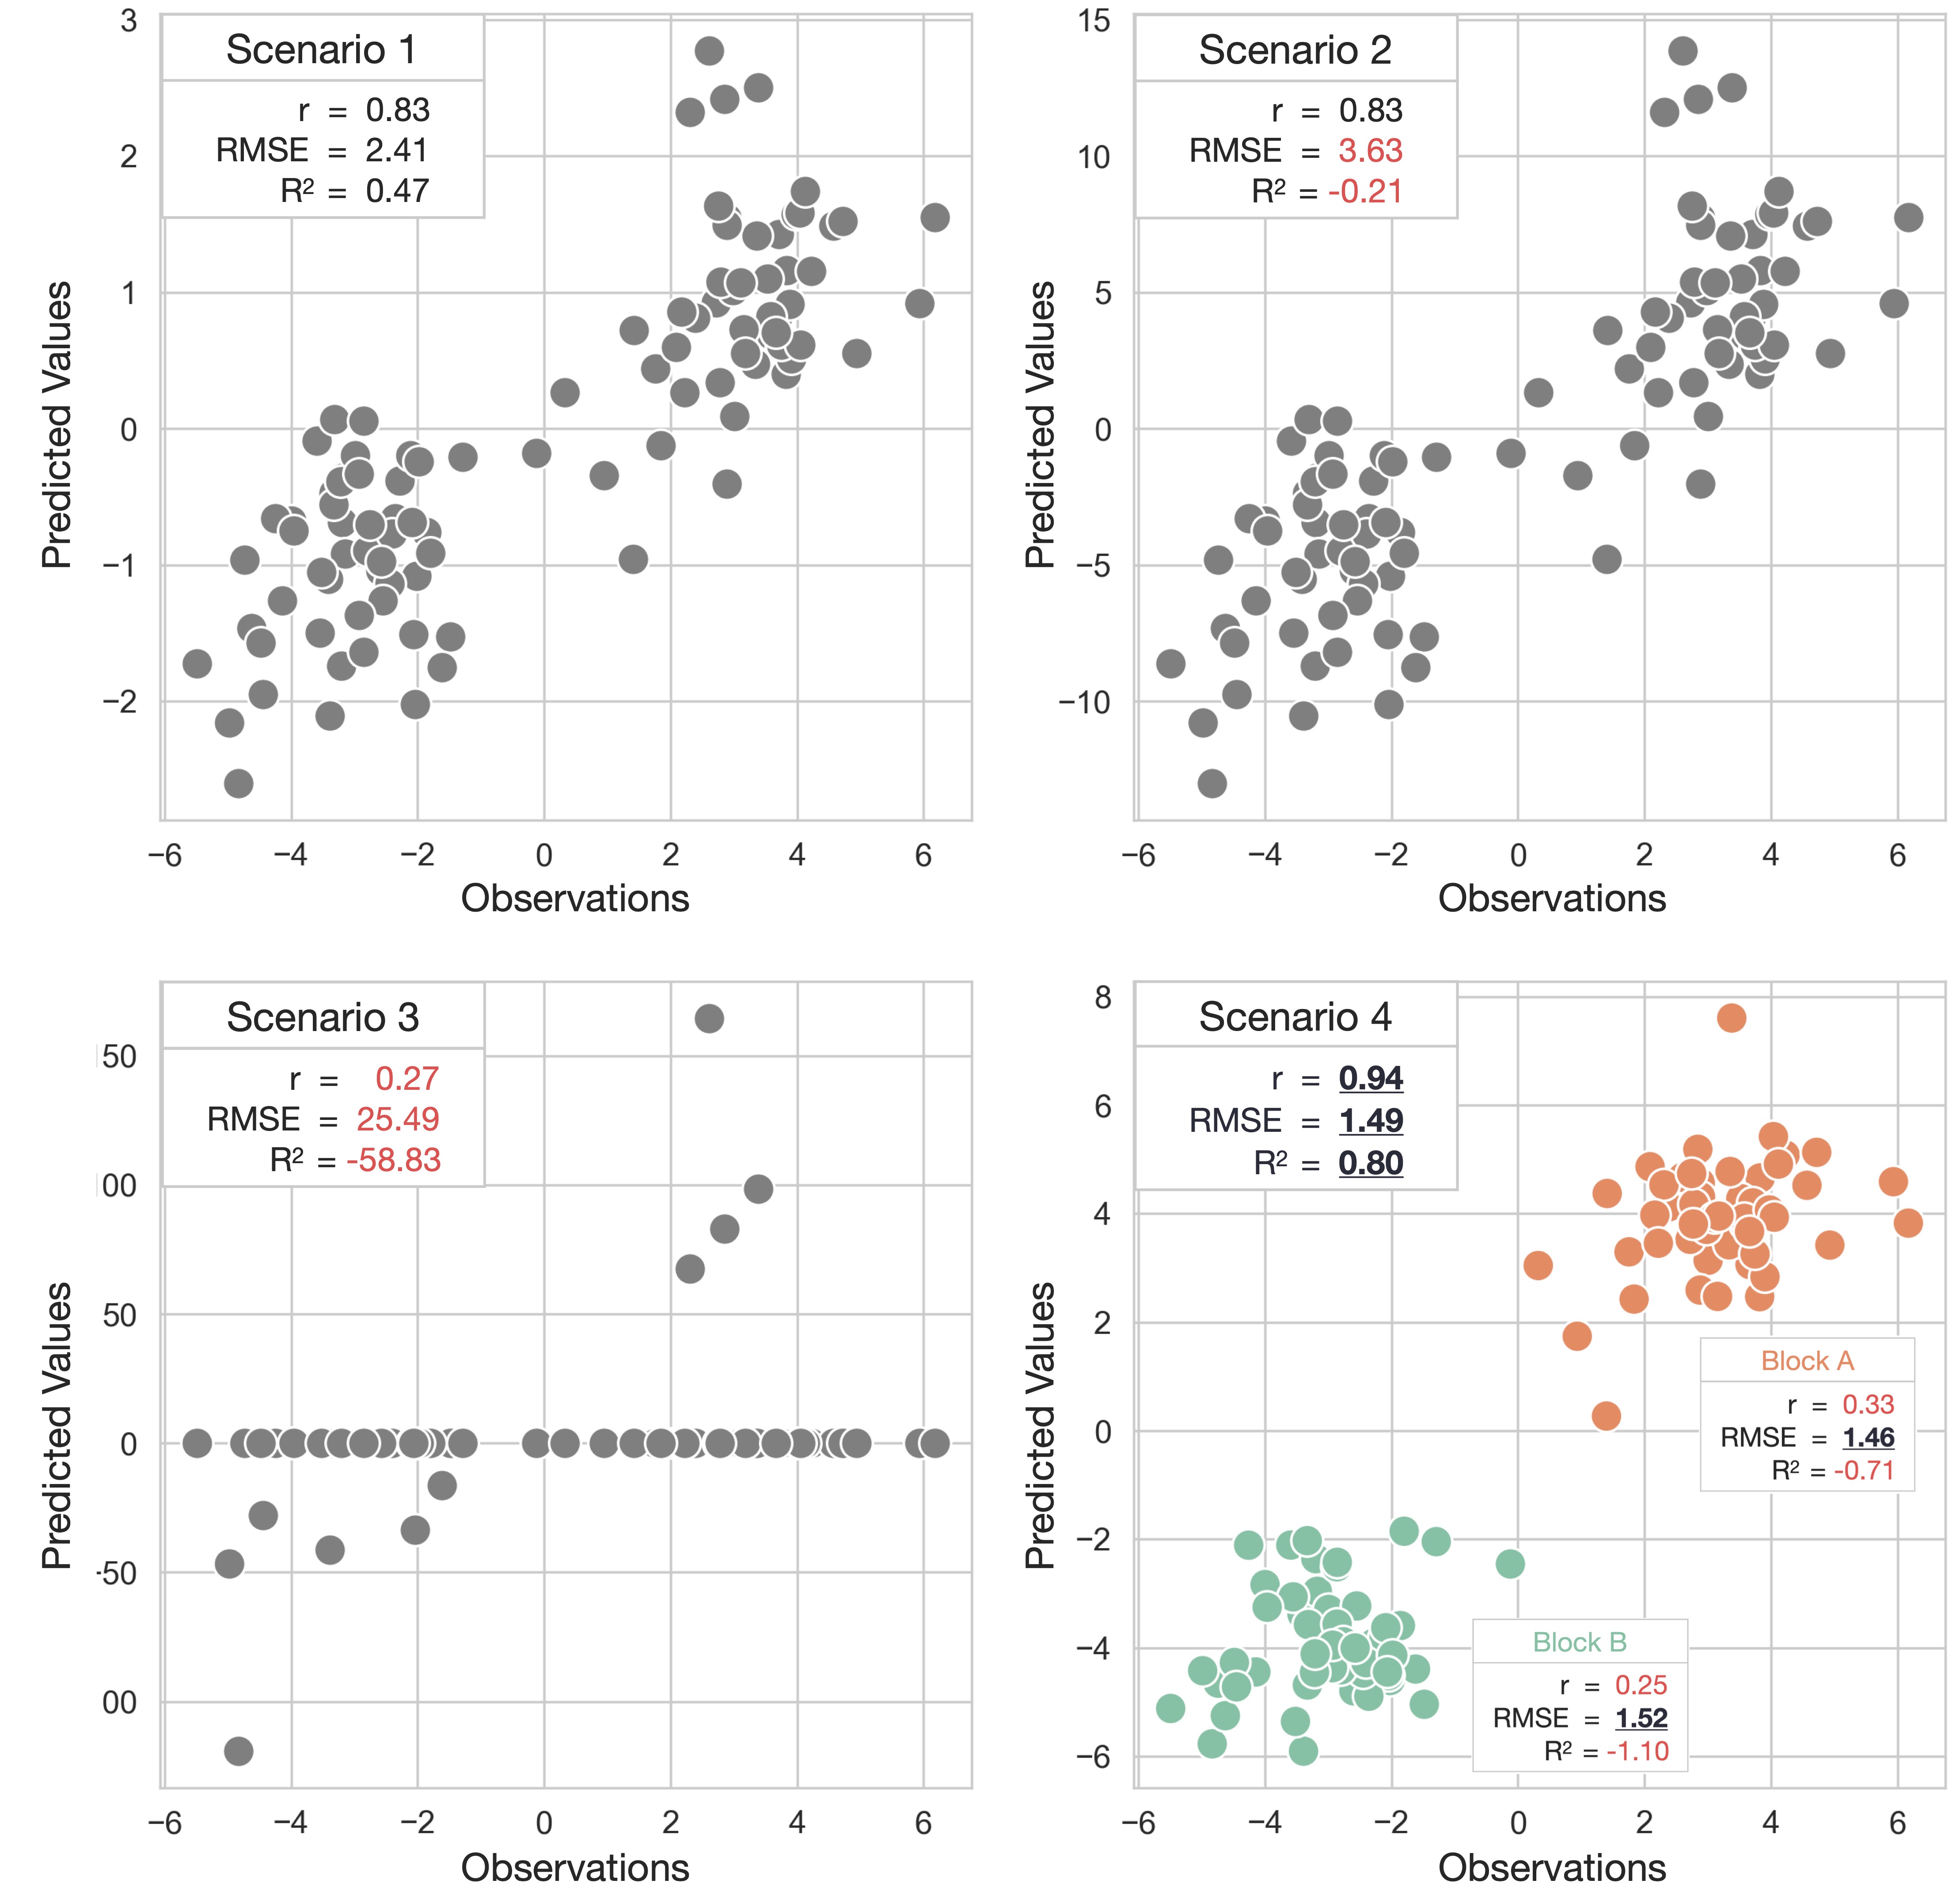 Scenario 1
r = 0.83
RMSE = 2.41
R² = 0.47
3
2
1
0
−1
−2
Predicted Values
−6 −4 −2 0 2 4 6
Observations
Scenario 2
r = 0.83
RMSE = 3.63
R² = -0.21
15
10
5
0
−5
−10
Predicted Values
−6 −4 −2 0 2 4 6
Observations
Scenario 3
r = 0.27
RMSE = 25.49
R² = -58.83
50
00
50
0
-50
00
Predicted Values
−6 −4 −2 0 2 4 6
Observations
Scenario 4
r = 0.94
RMSE = 1.49
R² = 0.80
8
6
4
2
0
−2
−4
−6
Predicted Values
Block A
r = 0.33
RMSE = 1.46
R² = -0.71
Block B
r = 0.25
RMSE = 1.52
R² = -1.10
−6 −4 −2 0 2 4 6
Observations